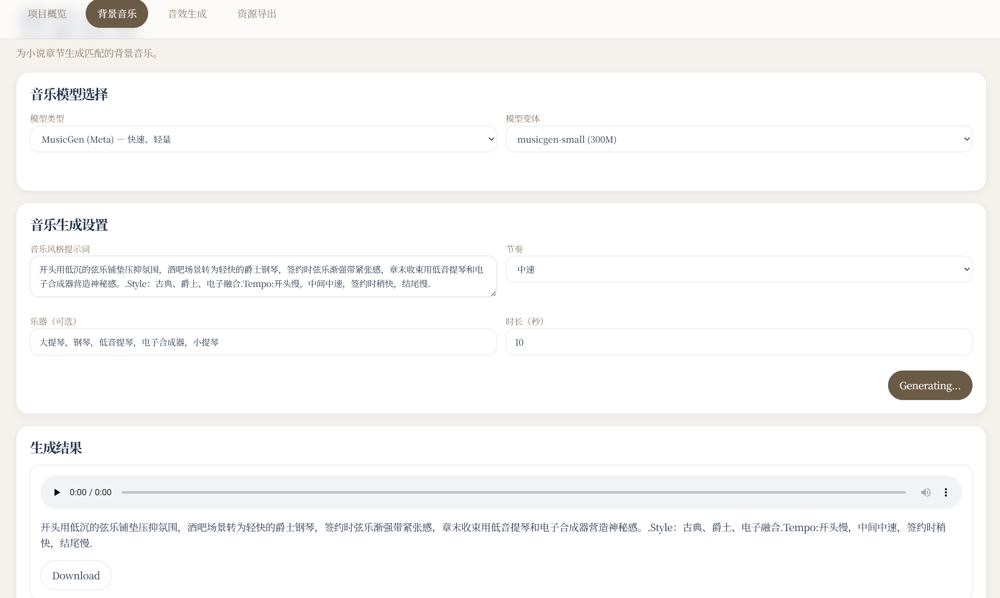 项目概览
背景音乐
音效生成
资源导出
为小说章节生成匹配的背景音乐。
音乐模型选择
模型类型
模型变体
MusicGen (Meta) — 快速、轻量
musicgen-small (300M)
音乐生成设置
音乐风格提示词
节奏
开头用低沉的弦乐铺垫压抑氛围，酒吧场景转为轻快的爵士钢琴，签约时弦乐渐强带紧张感，章末收束用低音提琴和电
子合成器营造神秘感。.Style：古典、爵士、电子融合.Tempo:开头慢，中间中速，签约时稍快，结尾慢.
中速
乐器（可选）
时长（秒）
大提琴，钢琴，低音提琴，电子合成器，小提琴
10
Generating...
生成结果
0:00 / 0:00
开头用低沉的弦乐铺垫压抑氛围，酒吧场景转为轻快的爵士钢琴，签约时弦乐渐强带紧张感，章末收束用低音提琴和电子合成器营造神秘感。.Style：古典、爵士、电子融合.Tempo:开头慢，中间中速，签约时稍
快，结尾慢.
Download